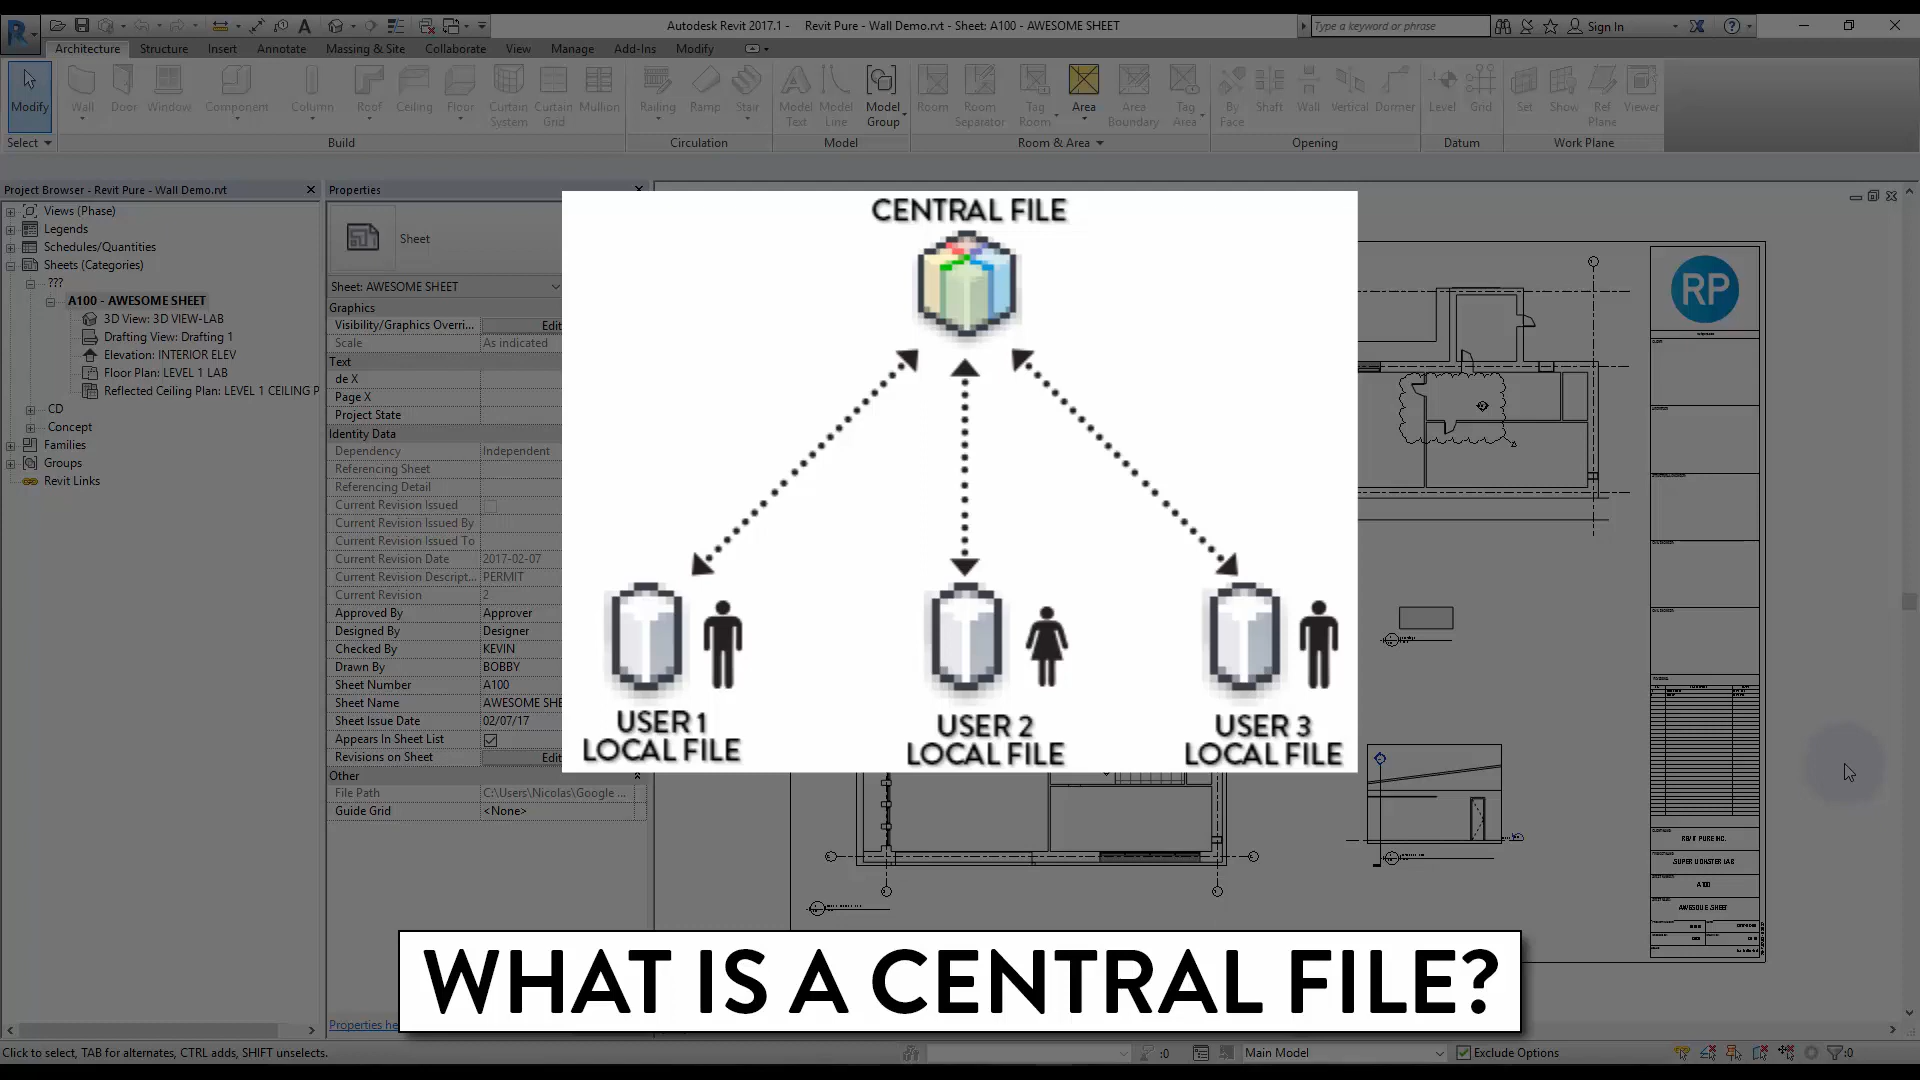 Autodesk Revit 2017.1 - Revit Pure - Wall Demo.rvt - Sheet: A100 - AWESOME SHEET
Type a keyword or phrase
Sign In
Architecture Structure Insert Annotate Massing & Site Collaborate View Manage Add-Ins Modify
Modify Wall Door Window Component Column Roof Ceiling Floor Curtain System Curtain Grid Mullion Railing Ramp Stair Model Text Model Line Model Group Room Room Separator Tag Room Area Area Boundary Tag Area By Face Shaft Wall Vertical Dormer Level Grid Set Show Ref Plane Viewer
Select Build Circulation Model Room & Area Opening Datum Work Plane
Project Browser - Revit Pure - Wall Demo.rvt
Views (Phase)
Legends
Schedules/Quantities
Sheets (Categories)
???
A100 - AWESOME SHEET
3D View: 3D VIEW-LAB
Drafting View: Drafting 1
Elevation: INTERIOR ELEV
Floor Plan: LEVEL 1 LAB
Reflected Ceiling Plan: LEVEL 1 CEILING P
CD
Concept
Families
Groups
Revit Links
Properties
Sheet
Sheet: AWESOME SHEET
Graphics
Visibility/Graphics Overri... Edit
Scale As indicated
Text
de X
Page X
Project State
Identity Data
Dependency Independent
Referencing Sheet
Referencing Detail
Current Revision Issued
Current Revision Issued By
Current Revision Issued To
Current Revision Date 2017-02-07
Current Revision Descript... PERMIT
Current Revision 2
Approved By Approver
Designed By Designer
Checked By KEVIN
Drawn By BOBBY
Sheet Number A100
Sheet Name AWESOME SHE
Sheet Issue Date 02/07/17
Appears In Sheet List
Revisions on Sheet Edit
Other
File Path C:\Users\Nicolas\Google ...
Guide Grid <None>
Properties he
CENTRAL FILE
USER 1
LOCAL FILE
USER 2
LOCAL FILE
USER 3
LOCAL FILE
RP
REVIT PURE INC.
SUPER MONSTER LAB
A100
AWESOME SHEET
WHAT IS A CENTRAL FILE?
Click to select, TAB for alternates, CTRL adds, SHIFT unselects.
:0
Main Model
Exclude Options
:0